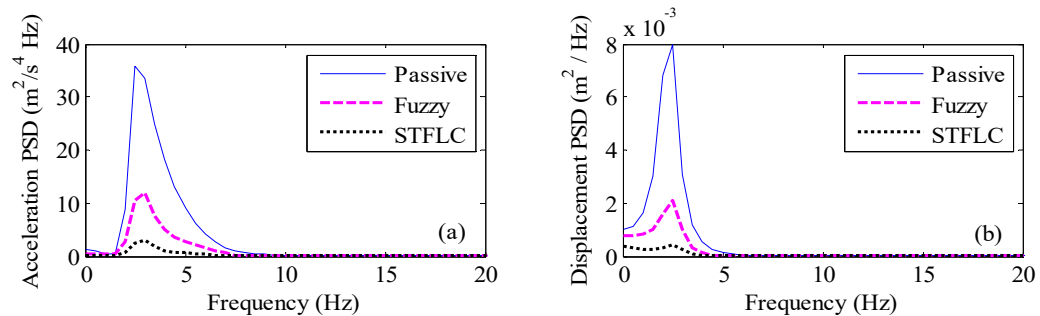 Acceleration PSD (m²/s⁴ Hz)
40
30
20
10
0
0 5 10 15 20
Frequency (Hz)
Passive
Fuzzy
STFLC
(a)
x 10⁻³
Displacement PSD (m² / Hz)
8
6
4
2
0
0 5 10 15 20
Frequency (Hz)
Passive
Fuzzy
STFLC
(b)